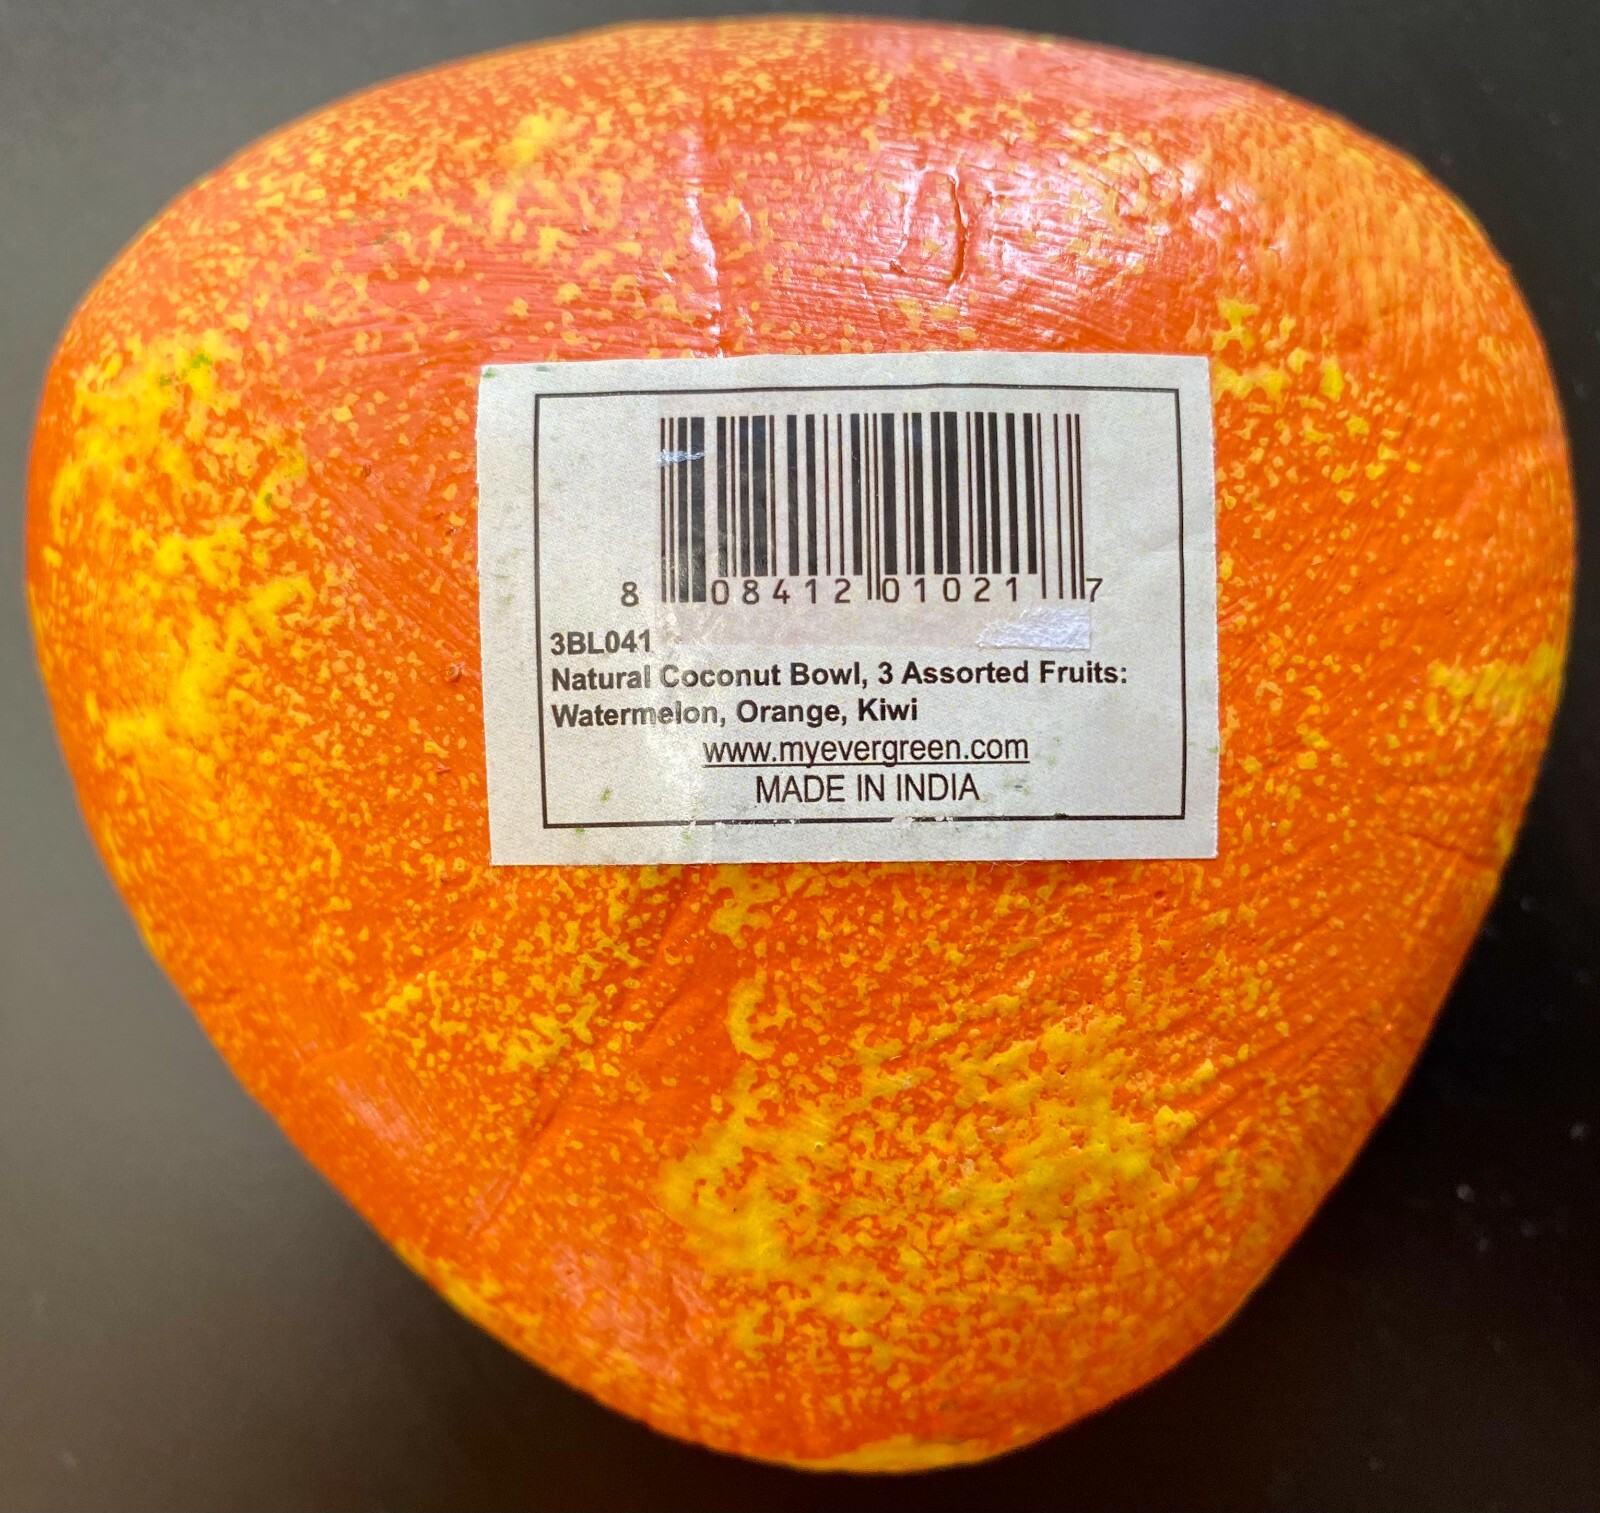 8 08412 01021 7
3BL041
Natural Coconut Bowl, 3 Assorted Fruits:
Watermelon, Orange, Kiwi
www.myevergreen.com
MADE IN INDIA